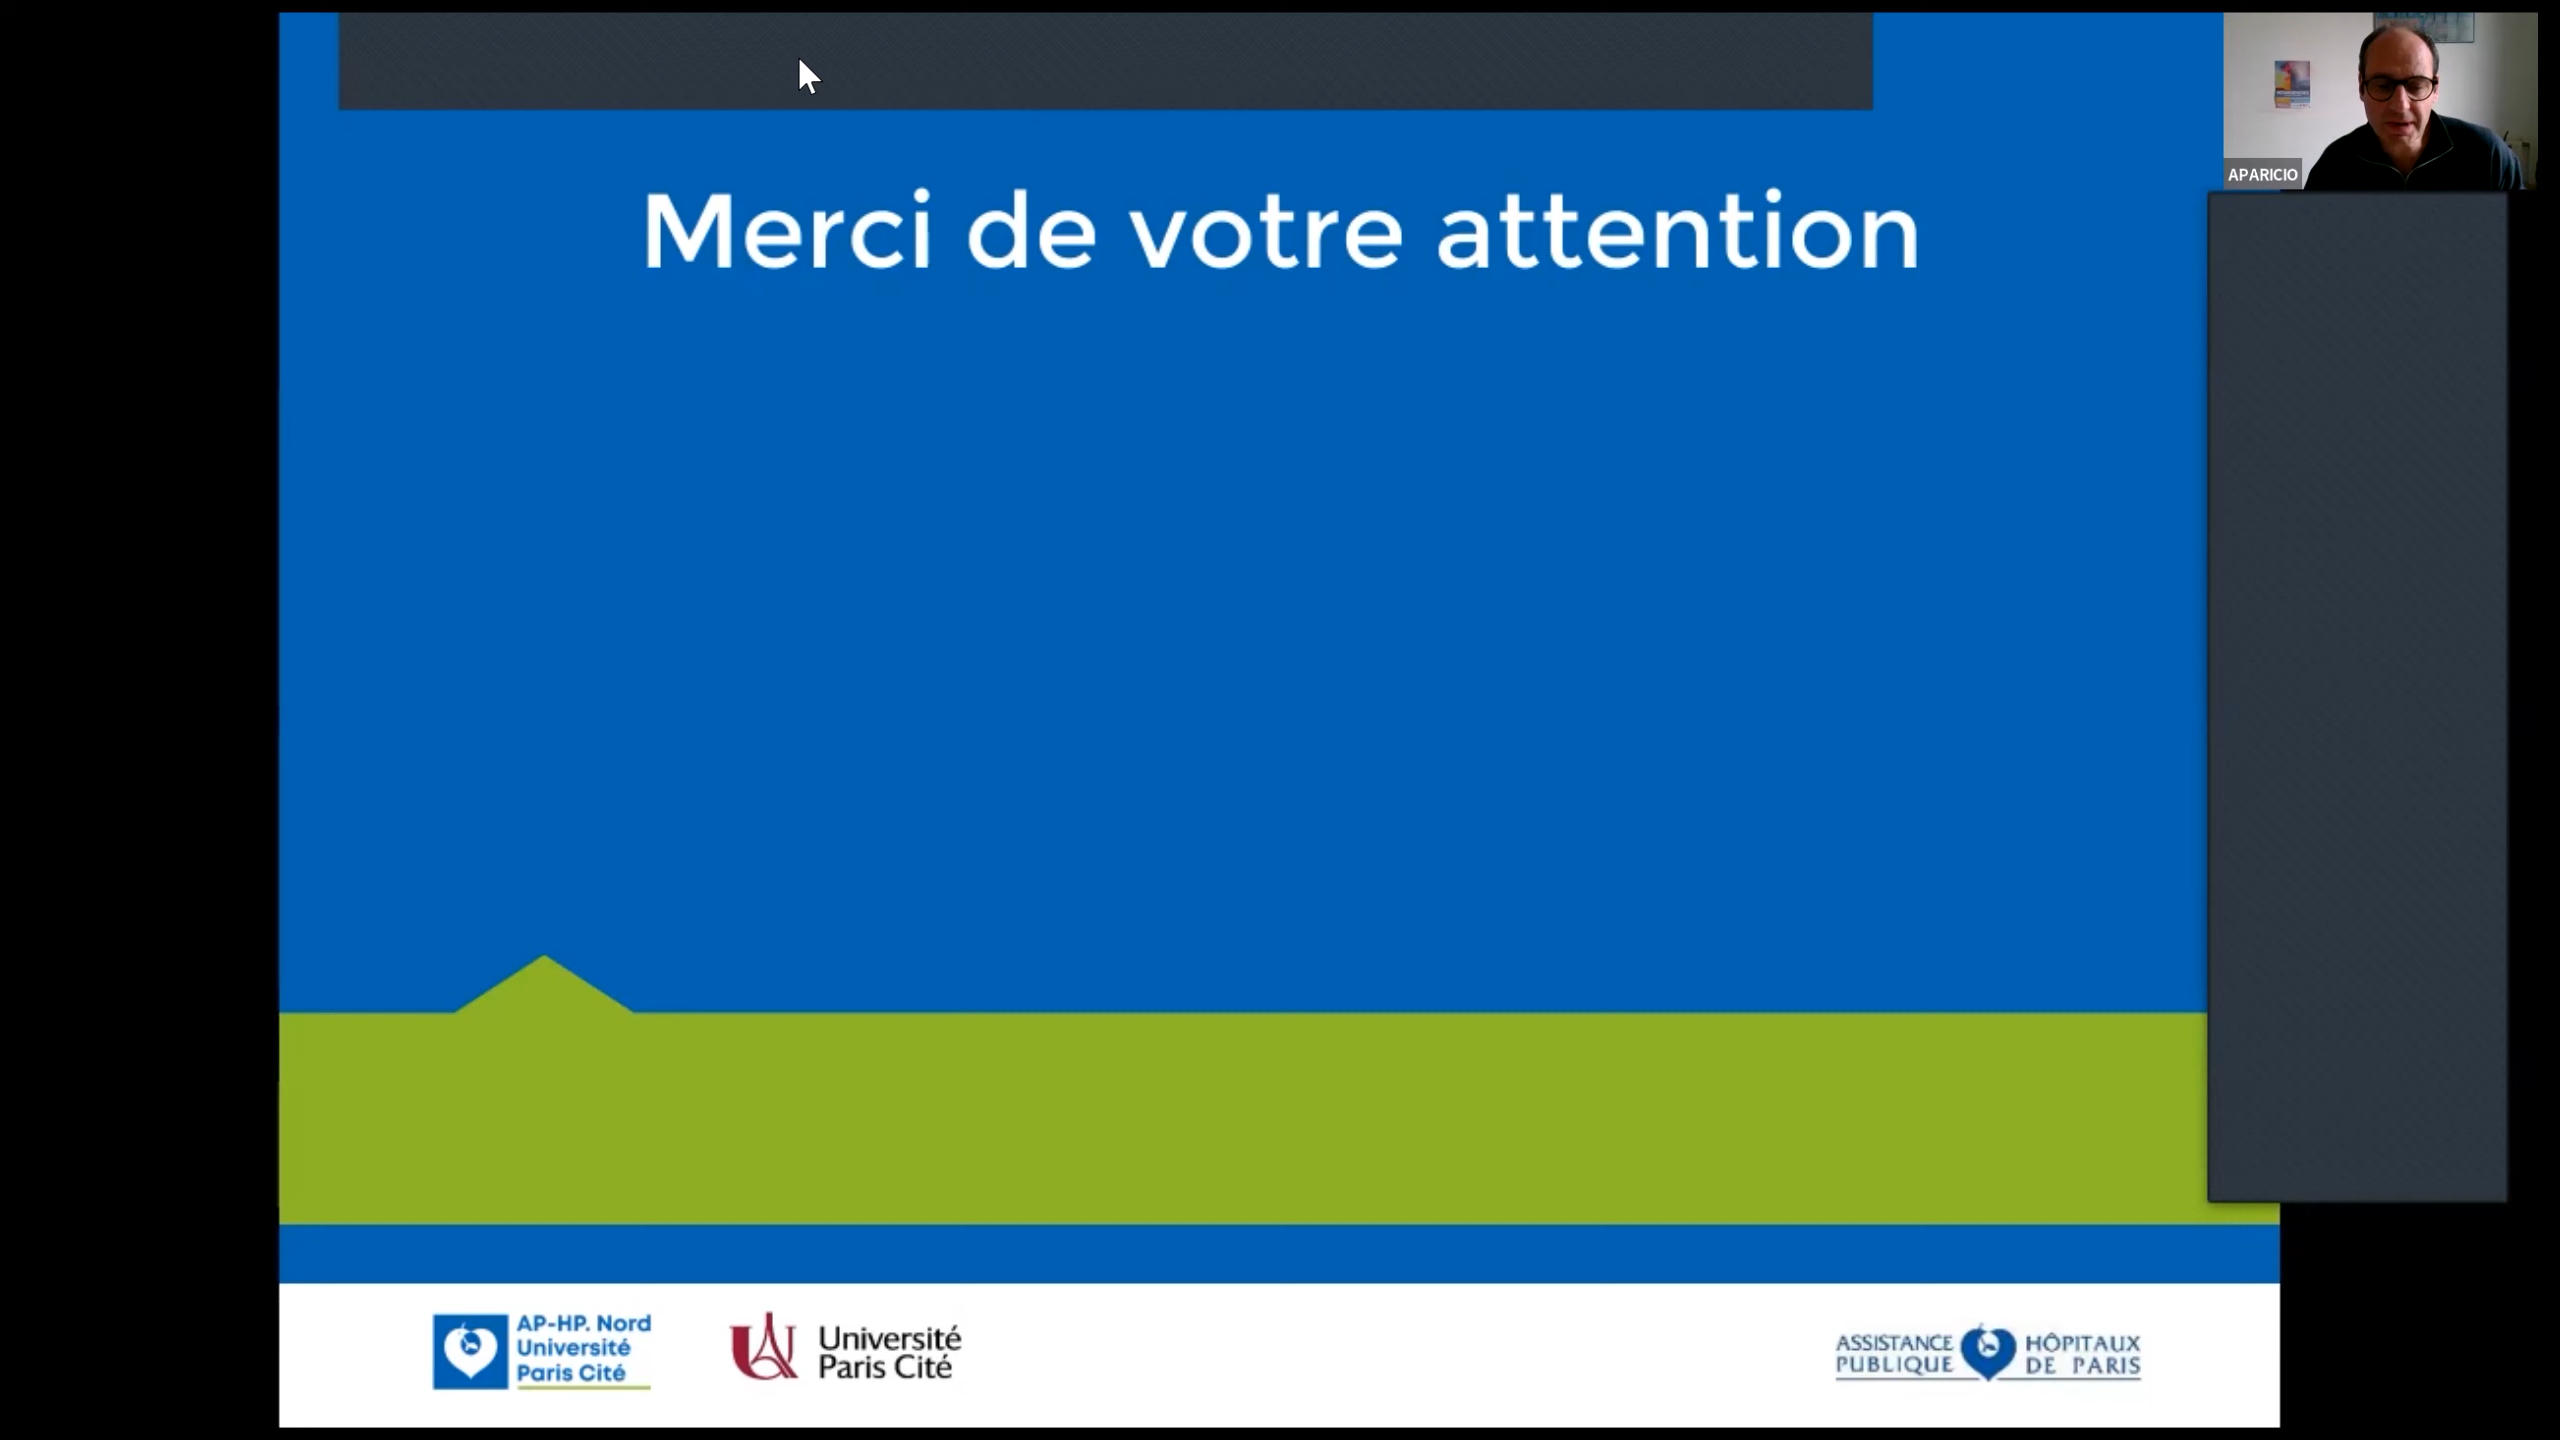 APARICIO
Merci de votre attention
AP-HP. Nord
Université
Paris Cité
Université
Paris Cité
ASSISTANCE HÔPITAUX
PUBLIQUE DE PARIS